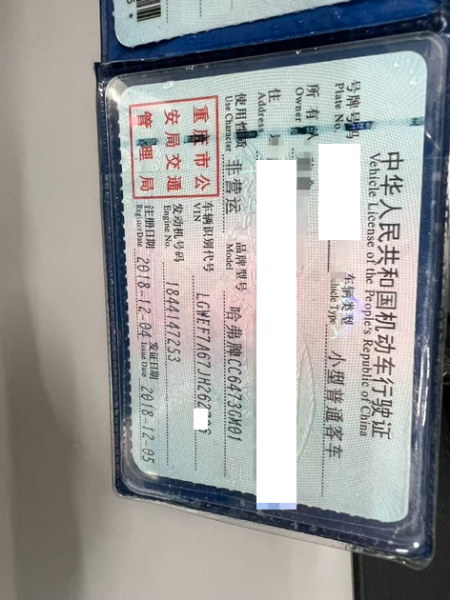 中华人民共和国机动车行驶证
Vehicle License of the People's Republic of China
号牌号码
Plate No.
车辆类型
Vehicle Type
小型普通客车
所有人
Owner
住
Address
使用性质
Use Character
非营运
品牌型号
Model
哈弗牌CC6473GM01
重庆市公
安局交通
管理局
车辆识别代号
VIN
LGWEF7A67JH26
发动机号码
Engine No.
1844147253
注册日期
Register Date
2018-12-04
发证日期
Issue Date
2018-12-05